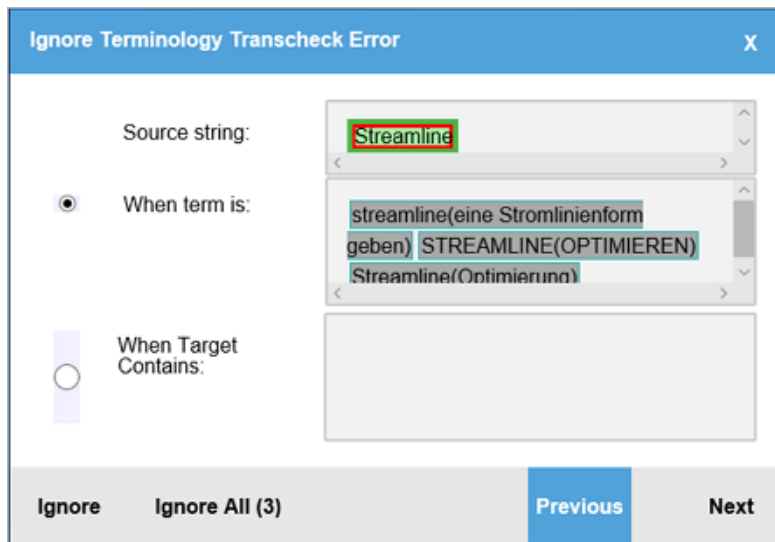 Ignore Terminology Transcheck Error X
Source string: Streamline
When term is: streamline(eine Stromlinienform
geben) STREAMLINE(OPTIMIEREN)
Streamline(Optimierung)
When Target
Contains:
Ignore Ignore All (3) Previous Next